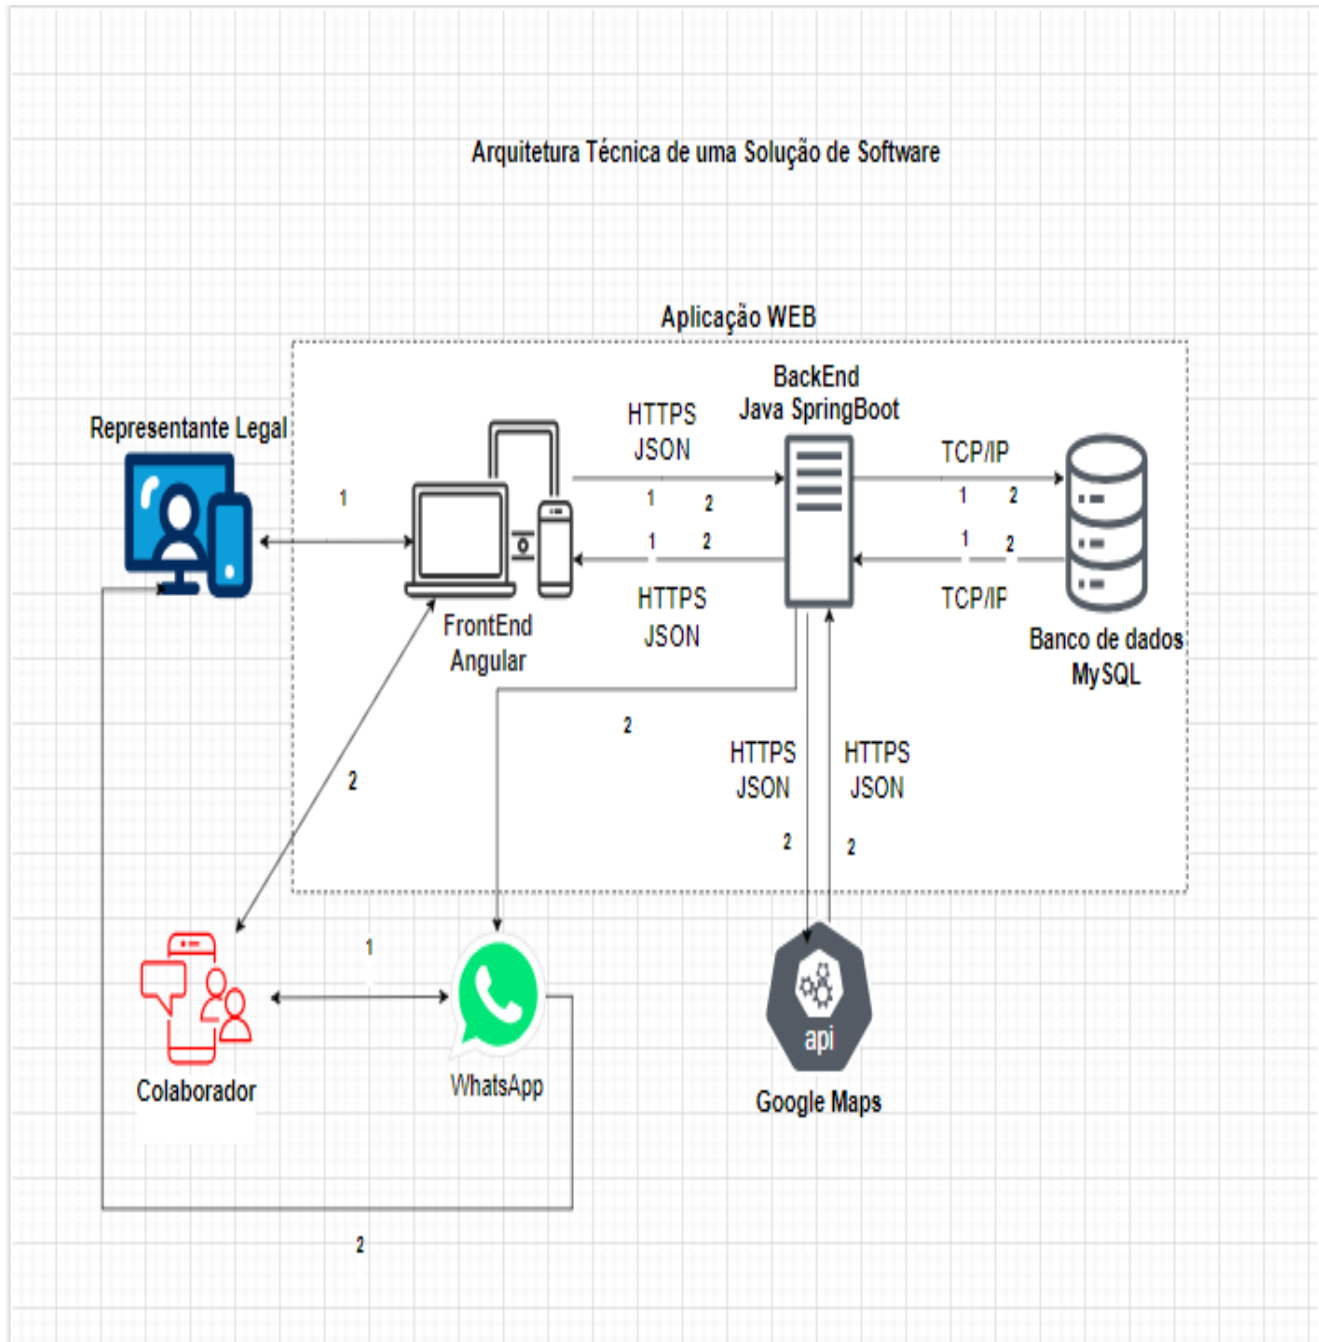 Arquitetura Técnica de uma Solução de Software
Aplicação WEB
BackEnd
Java SpringBoot
Representante Legal
HTTPS
JSON
TCP/IP
1
1
2
1
2
1
2
1
2
HTTPS
JSON
TCP/IP
FrontEnd
Angular
Banco de dados
MySQL
2
HTTPS
JSON
HTTPS
JSON
2
2
2
1
api
Colaborador
WhatsApp
Google Maps
2